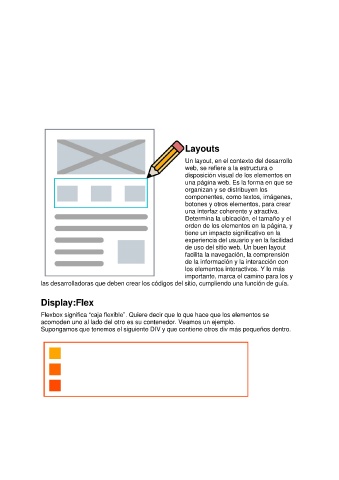 Layouts
Un layout, en el contexto del desarrollo
web, se refiere a la estructura o
disposición visual de los elementos en
una página web. Es la forma en que se
organizan y se distribuyen los
componentes, como textos, imágenes,
botones y otros elementos, para crear
una interfaz coherente y atractiva.
Determina la ubicación, el tamaño y el
orden de los elementos en la página, y
tiene un impacto significativo en la
experiencia del usuario y en la facilidad
de uso del sitio web. Un buen layout
facilita la navegación, la comprensión
de la información y la interacción con
los elementos interactivos. Y lo más
importante, marca el camino para los y
las desarrolladoras que deben crear los códigos del sitio, cumpliendo una función de guía.
Display:Flex
Flexbox significa “caja flexible”. Quiere decir que lo que hace que los elementos se
acomoden uno al lado del otro es su contenedor. Veamos un ejemplo.
Supongamos que tenemos el siguiente DIV y que contiene otros div más pequeños dentro.